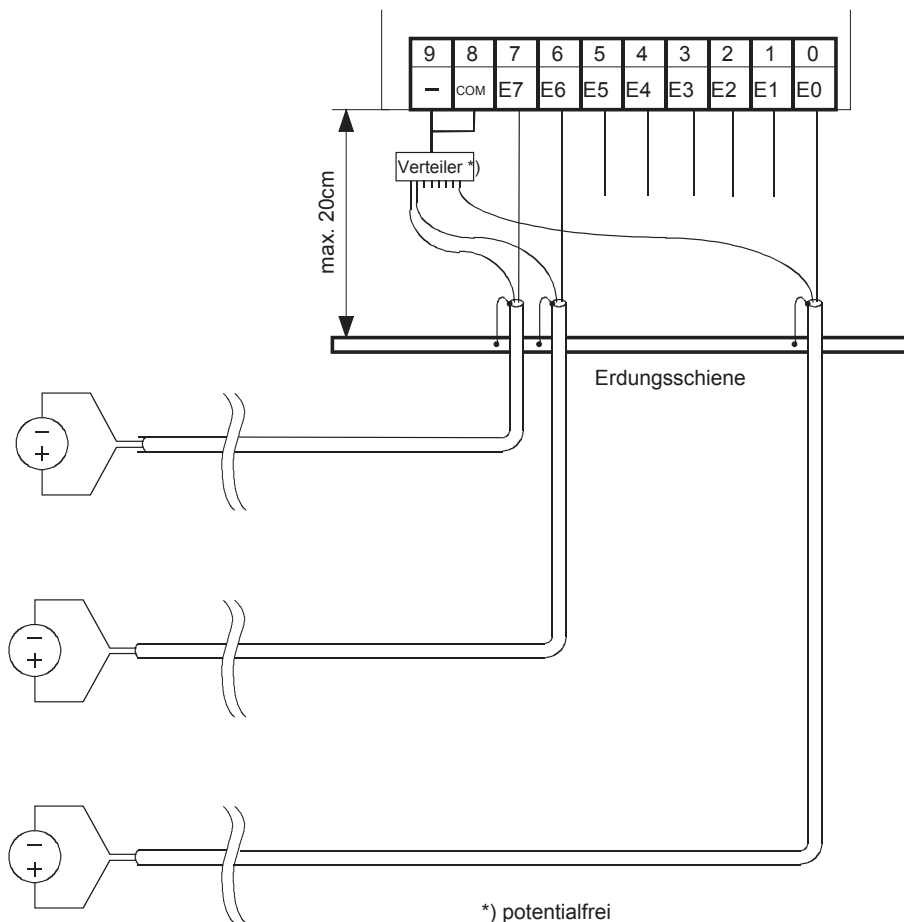 9 8 7 6 5 4 3 2 1 0
– COM E7 E6 E5 E4 E3 E2 E1 E0
Verteiler *)
max. 20cm
Erdungsschiene
–
+
–
+
–
+
*) potentialfrei